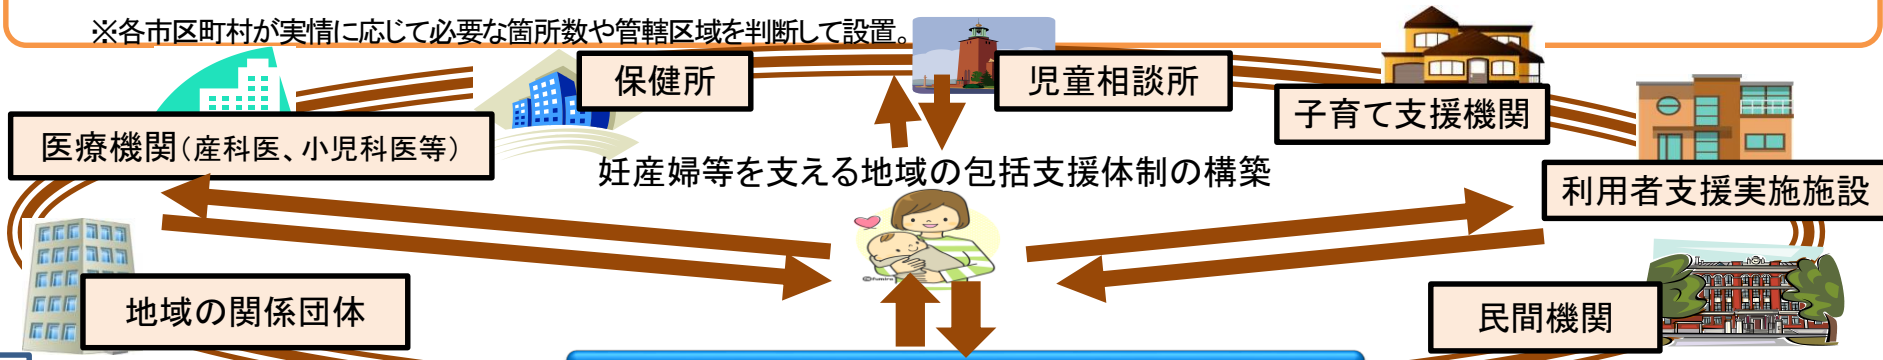 ※各市区町村が実情に応じて必要な箇所数や管轄区域を判断して設置。
保健所
児童相談所
子育て支援機関
医療機関(産科医、小児科医等)
妊産婦等を支える地域の包括支援体制の構築
利用者支援実施施設
地域の関係団体
民間機関